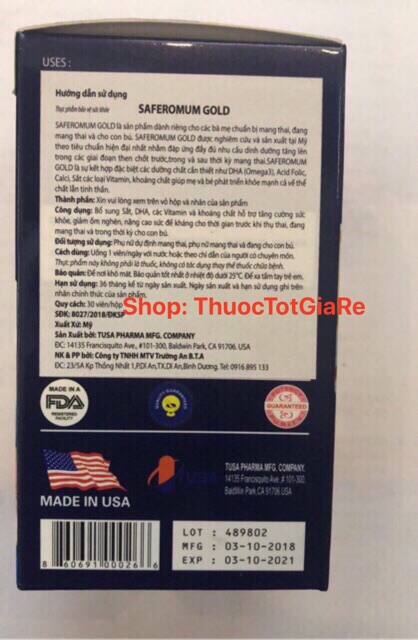 USES :
Hướng dẫn sử dụng
Thực phẩm bảo vệ sức khỏe
SAFEROMUM GOLD
SAFEROMUM GOLD là sản phẩm dành riêng cho các bà mẹ chuẩn bị mang thai, đang
mang thai và cho con bú. SAFEROMUM GOLD được nghiên cứu và sản xuất tại Mỹ
theo tiêu chuẩn hiện đại nhất nhằm đáp ứng đầy đủ nhu cầu dinh dưỡng tăng lên
trong các giai đoạn then chốt trước,trong và sau thời kỳ mang thai.SAFEROMUM
GOLD là sự kết hợp đặc biệt các dưỡng chất cần thiết như DHA (Omega3), Acid Folic,
Calci, Sắt các loại Vitamin, khoáng chất giúp mẹ và bé phát triển khỏe mạnh cả về thể
chất lẫn tinh thần.
Thành phần: Xin vui lòng xem trên vỏ hộp và nhãn của sản phẩm
Công dụng: Bổ sung Sắt, DHA, các Vitamin và khoáng chất hỗ trợ tăng cường sức
khỏe, giảm ốm nghén, nâng cao sức đề kháng cho thời gian trước khi thụ thai, đang
mang thai và trong thời kỳ cho con bú.
Đối tượng sử dụng: Phụ nữ dự định mang thai, phụ nữ mang thai và đang cho con bú.
Cách dùng: Uống 1 viên/ngày với nước hoặc theo chỉ dẫn của người có chuyên môn.
Thực phẩm này không phải là thuốc, không có tác dụng thay thế thuốc chữa bệnh.
Bảo quản: Để nơi khô mát. Bảo quản tốt nhất ở nhiệt độ dưới 25°C. Để xa tầm tay trẻ em.
Hạn sử dụng: 36 tháng kể từ ngày sản xuất. Ngày sản xuất và hạn sử dụng ghi trên
nhãn chính thức của sản phẩm.
Shop: ThuocTotGiaRe
Quy cách: 30 viên/hộp
SĐK: 8027/2018/ĐKSP
Xuất Xứ: Mỹ
Sản Xuất Bởi: TUSA PHARMA MFG. COMPANY
ĐC: 14135 Francisquito Ave., #101-300, Baldwin Park, CA 91706. USA
NK & PP bởi: Công ty TNHH MTV Trường An B.T.A
ĐC: 23/5A Kp Thống Nhất 1,P.Dĩ An,TX.Dĩ An,Bình Dương. Tel: 0916 895 133
MADE IN A
FDA
REGISTERED
FACILITY
GUARANTEED
MADE IN USA
TUSA
TUSA PHARMA MFG. COMPANY.
14135 Francisquito Ave.,# 101-300,
Baldwin Park,CA 91706.USA
8 60691 00026 6
LOT : 489802
MFG : 03-10-2018
EXP : 03-10-2021